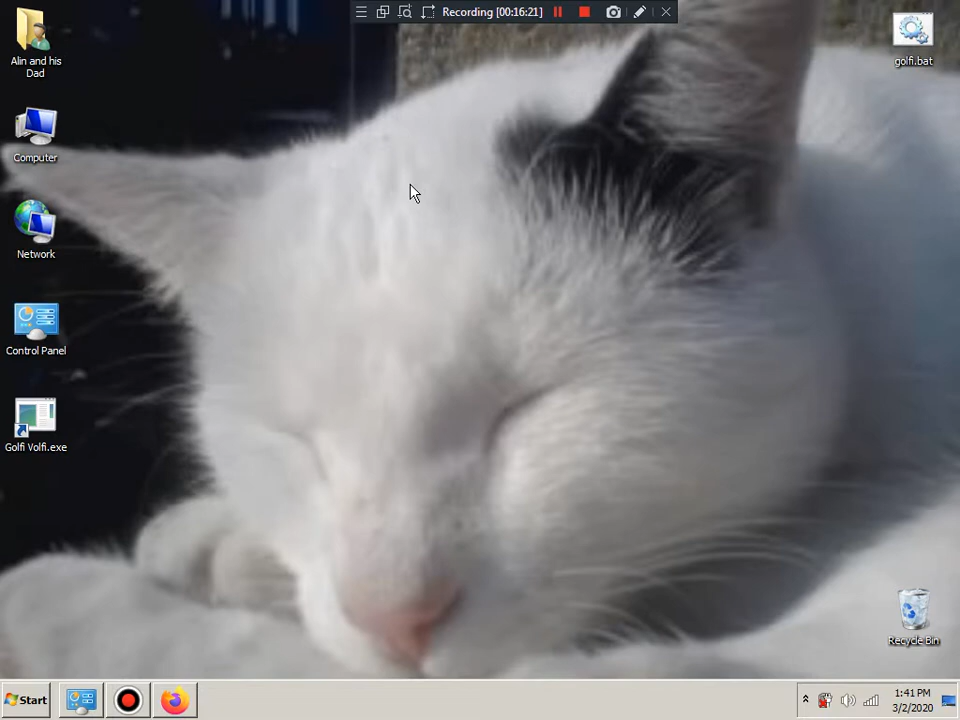 Recording [00:16:21]
Alin and his
Dad
Computer
Network
Control Panel
Golfi Volfi.exe
golfi.bat
Recycle Bin
Start
1:41 PM
3/2/2020